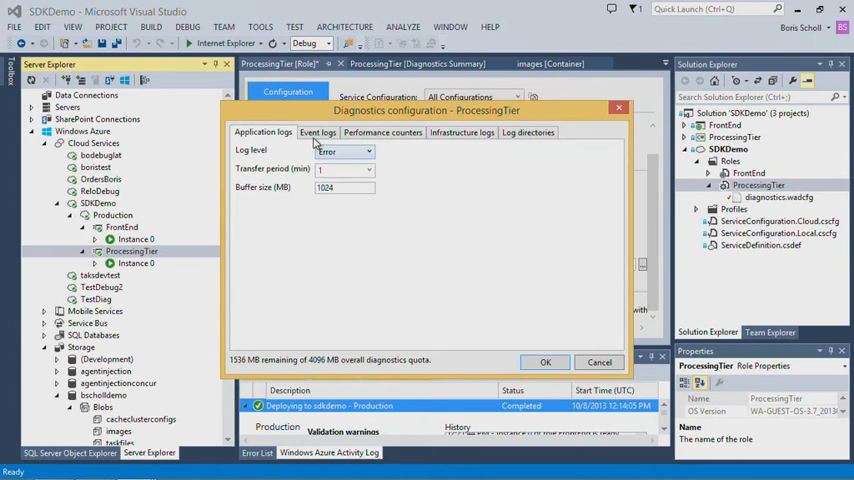 SDKDemo - Microsoft Visual Studio
Quick Launch (Ctrl+Q)
FILE EDIT VIEW PROJECT BUILD DEBUG TEAM TOOLS TEST ARCHITECTURE ANALYZE WINDOW HELP
Boris Scholl
BS
Internet Explorer
Debug
Toolbox
Server Explorer
Data Connections
Servers
SharePoint Connections
Windows Azure
Cloud Services
bodebuglat
boristest
OrdersBoris
ReloDebug
SDKDemo
Production
FrontEnd
Instance 0
ProcessingTier
Instance 0
taksdevtest
TestDebug2
TestDiag
Mobile Services
Service Bus
SQL Databases
Storage
(Development)
agentinjection
agentinjectionconcur
bscholldemo
Blobs
cacheclusterconfigs
images
taskfiles
SQL Server Object Explorer
Server Explorer
ProcessingTier [Role]*
ProcessingTier [Diagnostics Summary]
images [Container]
Configuration
Service Configuration:
All Configurations
Diagnostics configuration - ProcessingTier
Application logs
Event logs
Performance counters
Infrastructure logs
Log directories
Log level
Error
Transfer period (min)
1
Buffer size (MB)
1024
1536 MB remaining of 4096 MB overall diagnostics quota.
OK
Cancel
with
Description
Status
Start Time (UTC)
Deploying to sdkdemo - Production
Completed
10/8/2013 12:14:05 PM
Production
Validation warnings
History
Error List
Windows Azure Activity Log
Solution Explorer
Search Solution Explorer (Ctrl+;)
Solution 'SDKDemo' (3 projects)
FrontEnd
ProcessingTier
SDKDemo
Roles
FrontEnd
ProcessingTier
diagnostics.wadcfg
Profiles
ServiceConfiguration.Cloud.cscfg
ServiceConfiguration.Local.cscfg
ServiceDefinition.csdef
Solution Explorer
Team Explorer
Properties
ProcessingTier Role Properties
Name
ProcessingTier
OS Version
Name
The name of the role
Ready